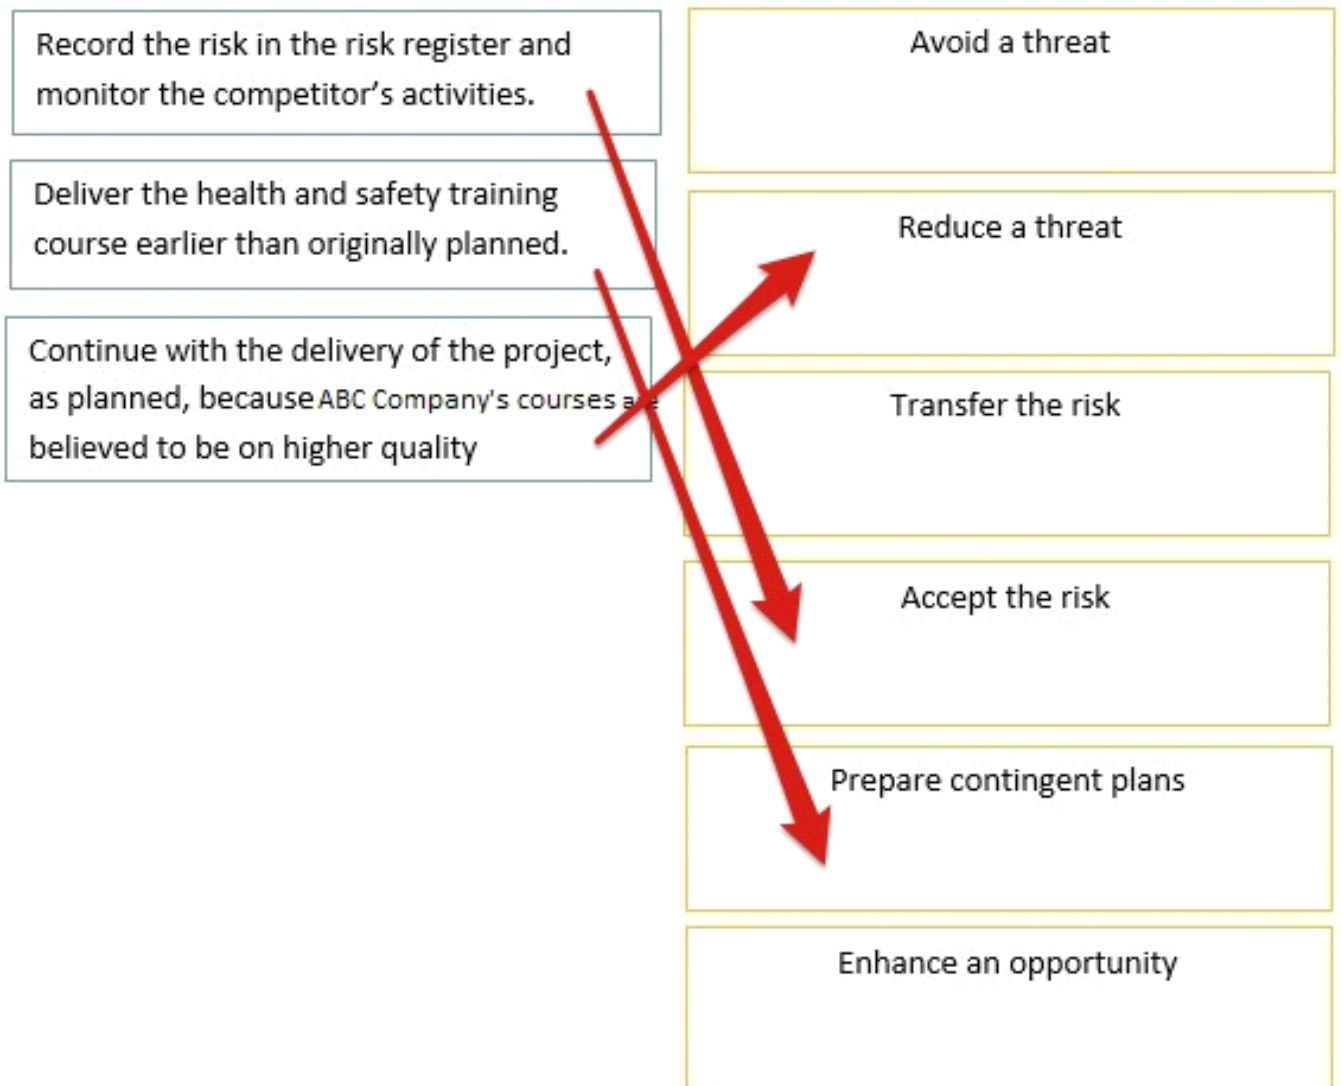 Record the risk in the risk register and
monitor the competitor’s activities.
Deliver the health and safety training
course earlier than originally planned.
Continue with the delivery of the project,
as planned, because ABC Company's courses are
believed to be on higher quality
Avoid a threat
Reduce a threat
Transfer the risk
Accept the risk
Prepare contingent plans
Enhance an opportunity